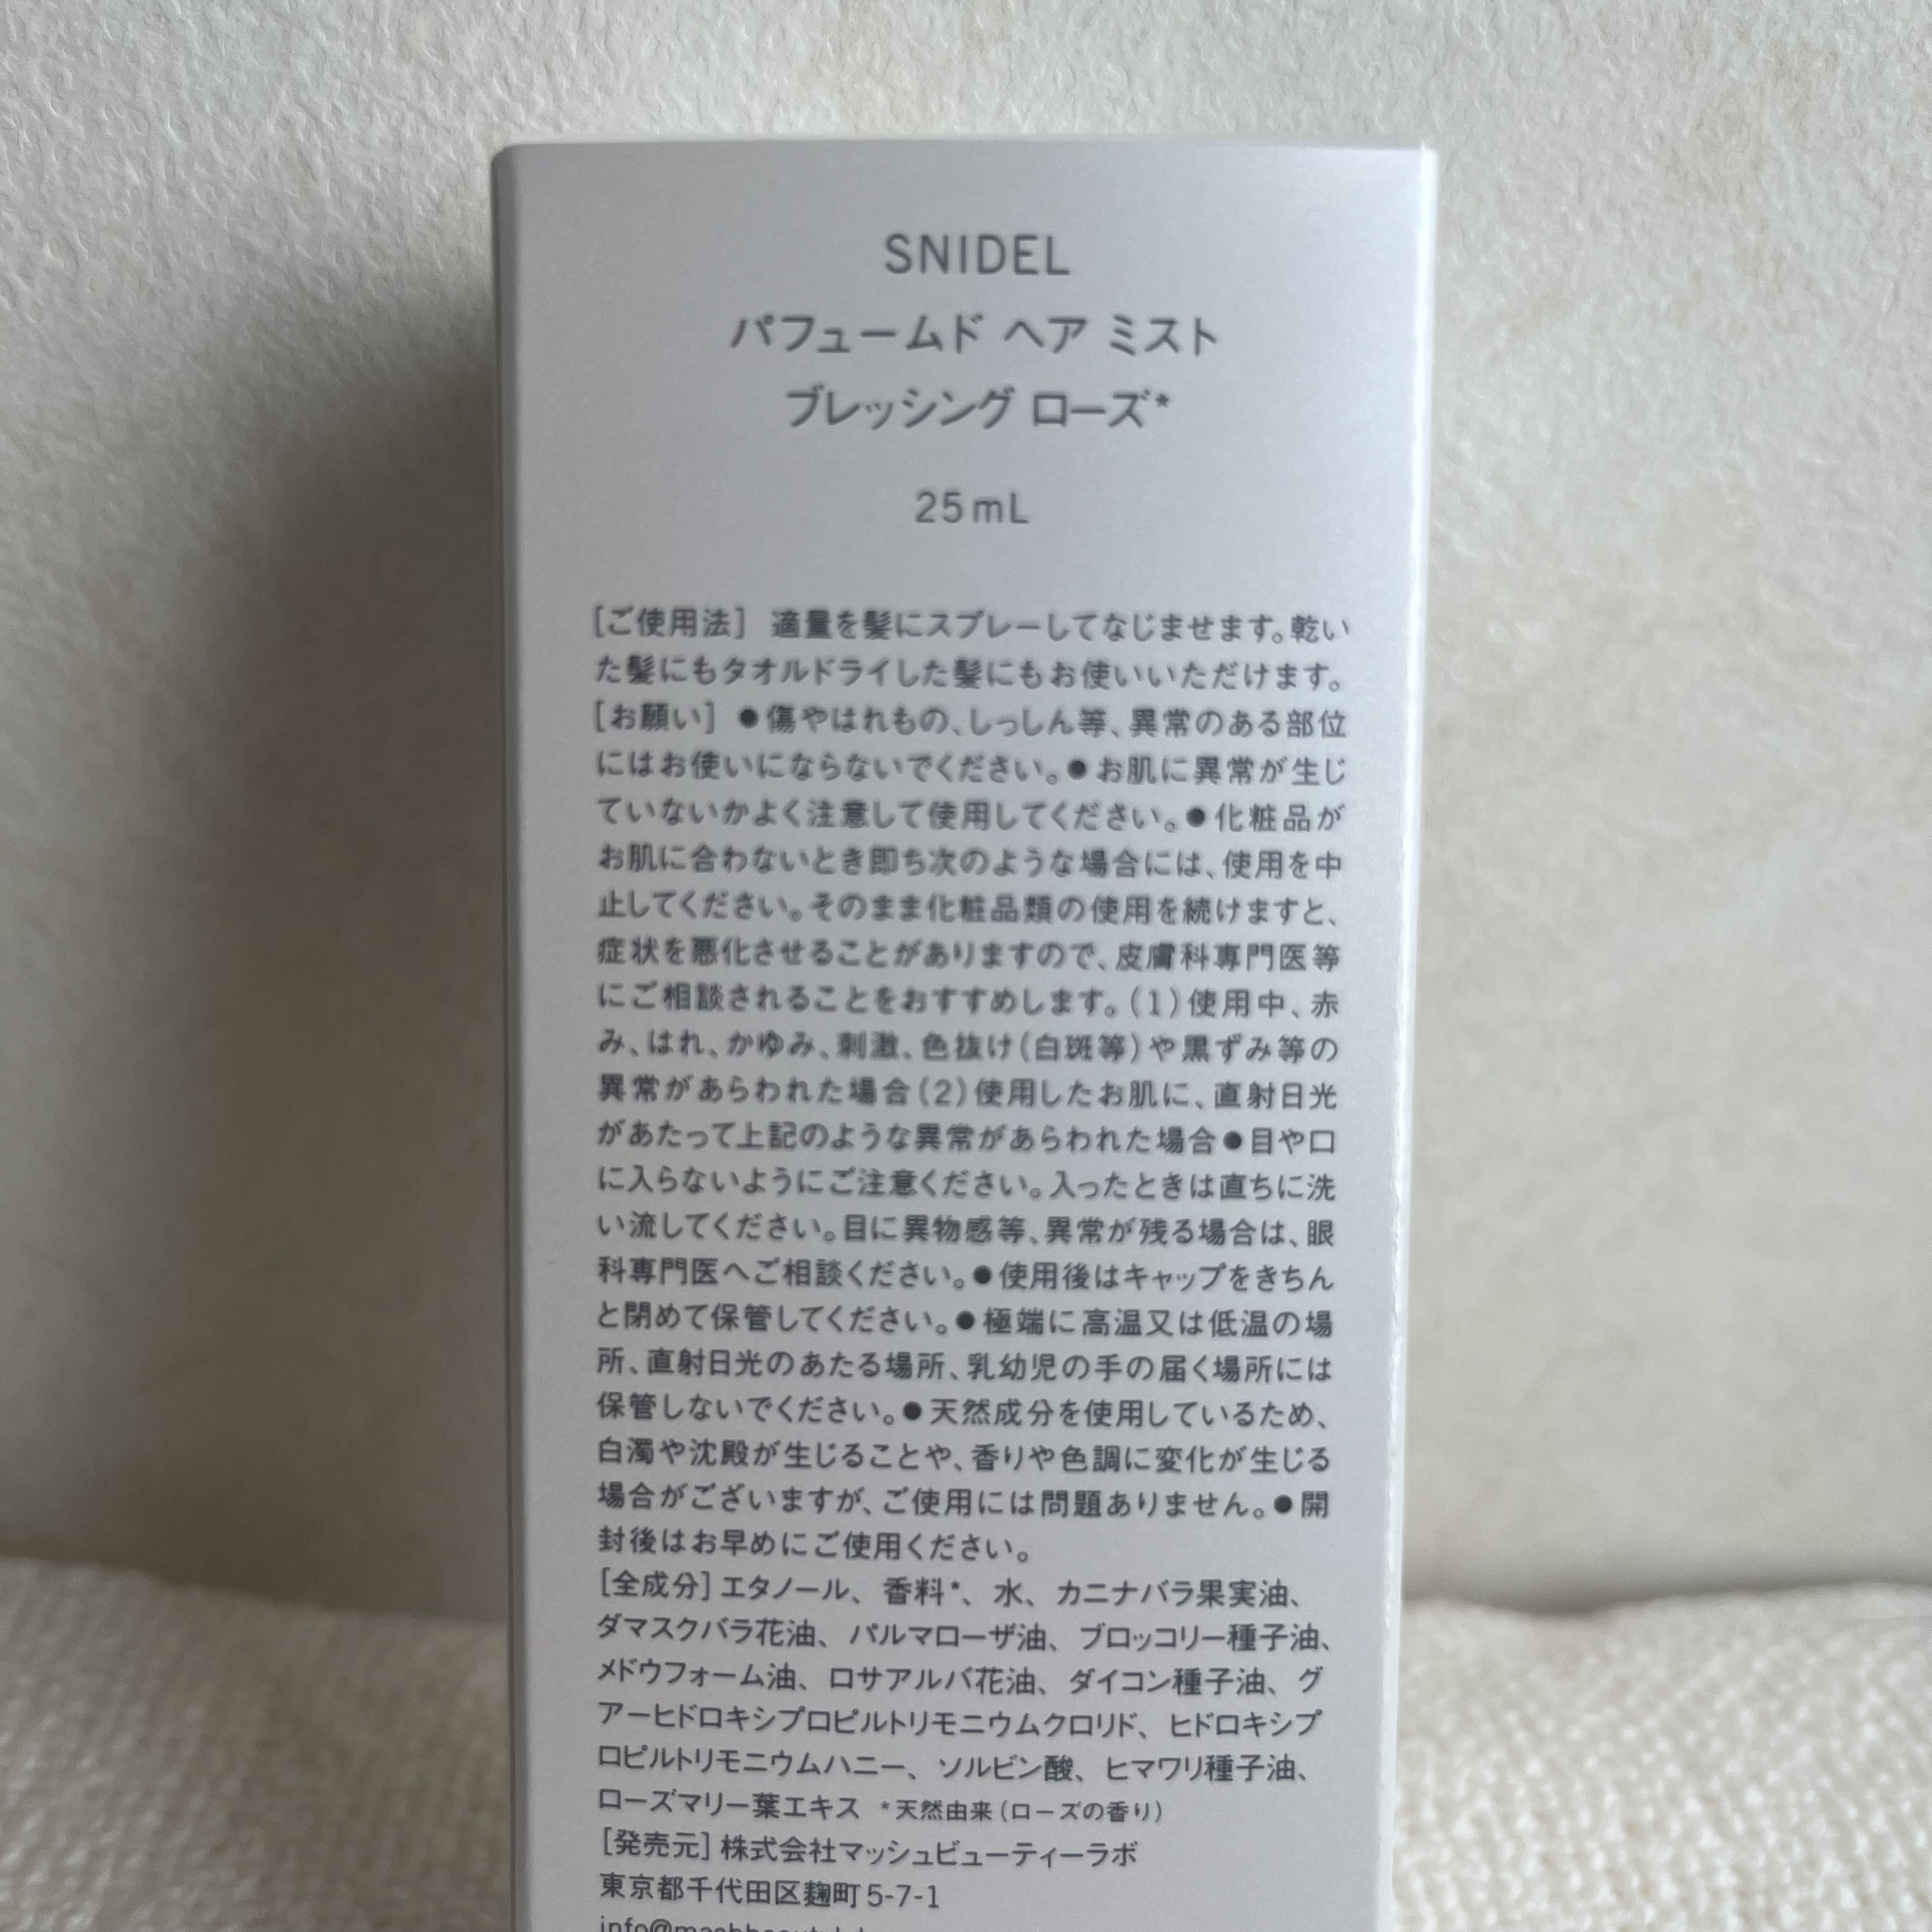 SNIDEL
パフュームド ヘア ミスト
ブレッシング ローズ*
25mL
[ご使用法] 適量を髪にスプレーしてなじませます。乾い
た髪にもタオルドライした髪にもお使いいただけます。
[お願い] ●傷やはれもの、しっしん等、異常のある部位
にはお使いにならないでください。●お肌に異常が生じ
ていないかよく注意して使用してください。●化粧品が
お肌に合わないとき即ち次のような場合には、使用を中
止してください。そのまま化粧品類の使用を続けますと、
症状を悪化させることがありますので、皮膚科専門医等
にご相談されることをおすすめします。(1)使用中、赤
み、はれ、かゆみ、刺激、色抜け(白斑等)や黒ずみ等の
異常があらわれた場合(2)使用したお肌に、直射日光
があたって上記のような異常があらわれた場合●目や口
に入らないようにご注意ください。入ったときは直ちに洗
い流してください。目に異物感等、異常が残る場合は、眼
科専門医へご相談ください。●使用後はキャップをきちん
と閉めて保管してください。●極端に高温又は低温の場
所、直射日光のあたる場所、乳幼児の手の届く場所には
保管しないでください。●天然成分を使用しているため、
白濁や沈殿が生じることや、香りや色調に変化が生じる
場合がございますが、ご使用には問題ありません。●開
封後はお早めにご使用ください。
[全成分]エタノール、香料*、水、カニナバラ果実油、
ダマスクバラ花油、パルマローザ油、ブロッコリー種子油、
メドウフォーム油、ロサアルバ花油、ダイコン種子油、グ
アーヒドロキシプロピルトリモニウムクロリド、ヒドロキシプ
ロピルトリモニウムハニー、ソルビン酸、ヒマワリ種子油、
ローズマリー葉エキス *天然由来(ローズの香り)
[発売元]株式会社マッシュビューティーラボ
東京都千代田区麹町5-7-1